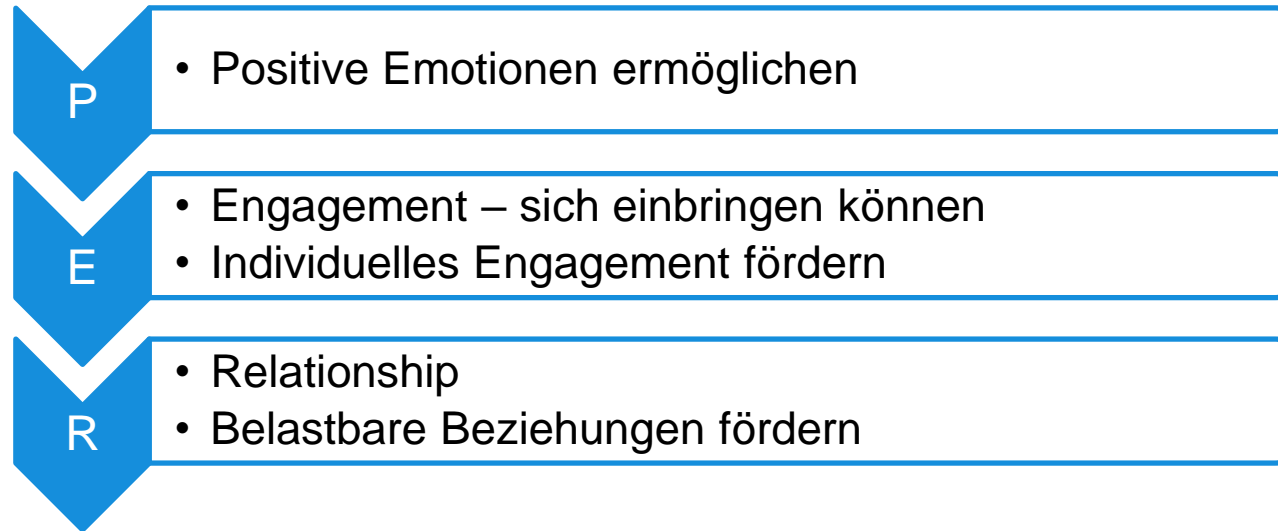 P
• Positive Emotionen ermöglichen
E
• Engagement – sich einbringen können
• Individuelles Engagement fördern
R
• Relationship
• Belastbare Beziehungen fördern